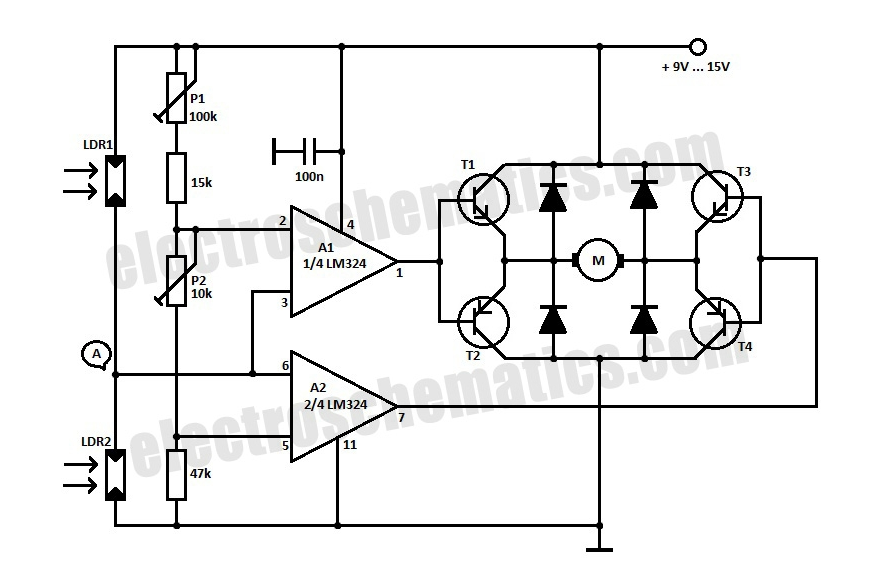 + 9V ... 15V
P1
100k
LDR1
100n
T1
T3
15k
2
4
A1
1/4 LM324
1
M
P2
10k
3
A
T2
T4
6
A2
2/4 LM324
7
LDR2
5
11
47k
electroschematics.com
electroschematics.com